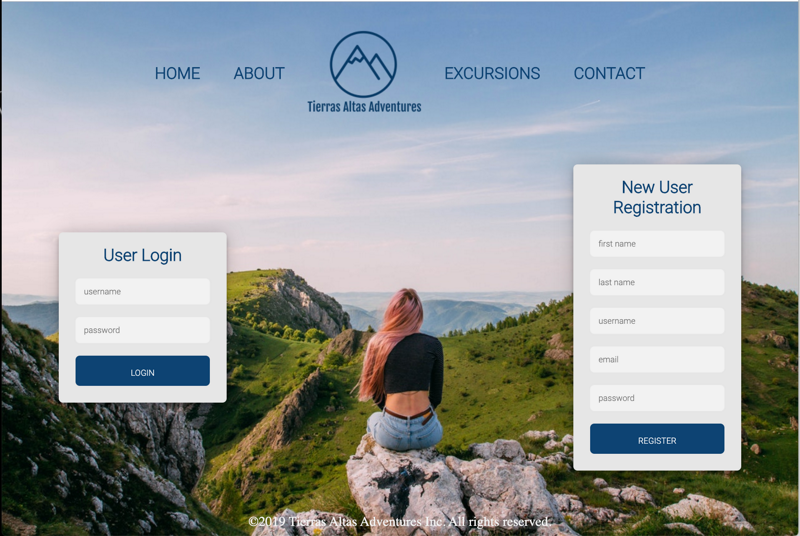 HOME
ABOUT
Tierras Altas Adventures
EXCURSIONS
CONTACT
User Login
username
password
LOGIN
New User
Registration
first name
last name
username
email
password
REGISTER
©2019 Tierras Altas Adventures Inc. All rights reserved.